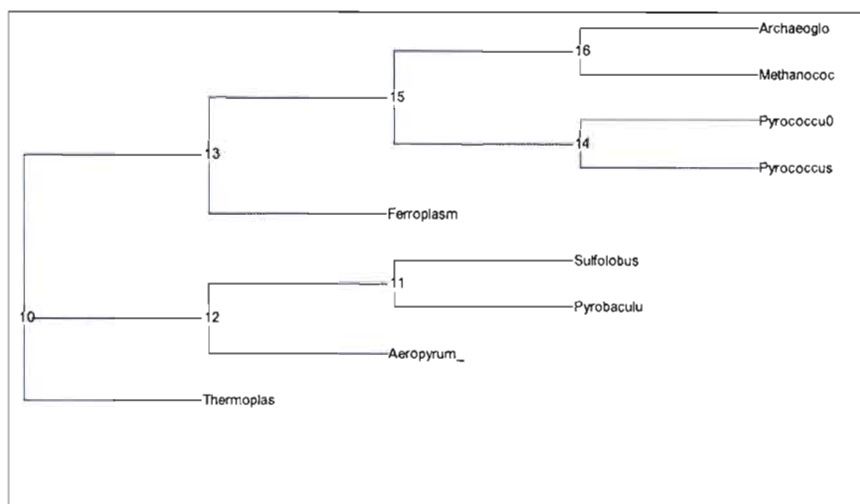 Archaeoglo
16
Methanococ
15
Pyrococcu0
14
13
Pyrococcus
Ferroplasm
Sulfolobus
11
Pyrobaculu
10
12
Aeropyrum_
Thermoplas